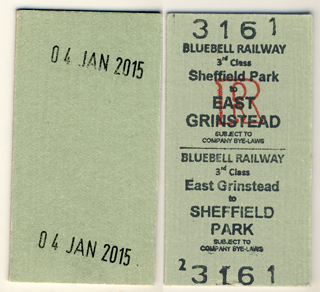 04 JAN 2015
04 JAN 2015
3161
BLUEBELL RAILWAY
3rd Class
Sheffield Park
to
R
EAST
GRINSTEAD
SUBJECT TO
COMPANY BYE-LAWS
BLUEBELL RAILWAY
3rd Class
East Grinstead
to
SHEFFIELD
PARK
SUBJECT TO
COMPANY BYE-LAWS
2 3161